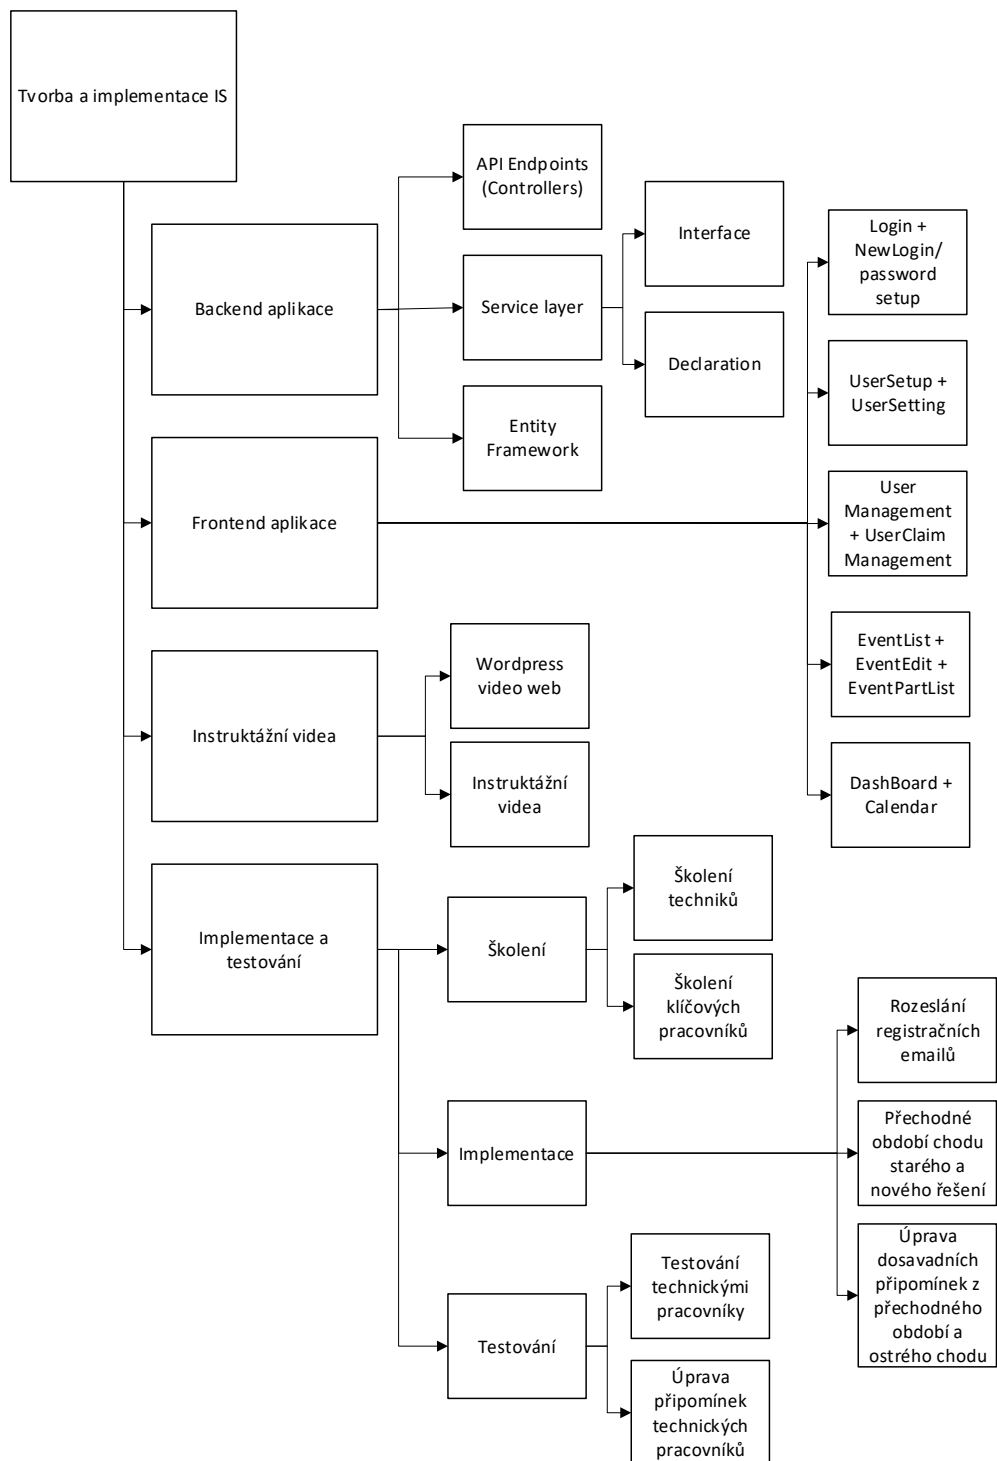 Tvorba a implementace IS
Backend aplikace
API Endpoints
(Controllers)
Service layer
Entity
Framework
Interface
Declaration
Frontend aplikace
Login +
NewLogin/
password
setup
UserSetup +
UserSetting
User
Management
+ UserClaim
Management
EventList +
EventEdit +
EventPartList
DashBoard +
Calendar
Instruktážní videa
Wordpress
video web
Instruktážní
videa
Implementace a
testování
Školení
Školení
techniků
Školení
klíčových
pracovníků
Implementace
Rozeslání
registračních
emailů
Přechodné
období chodu
starého a
nového řešení
Úprava
dosavadních
připomínek z
přechodného
období a
ostrého chodu
Testování
Testování
technickými
pracovníky
Úprava
připomínek
technických
pracovníků